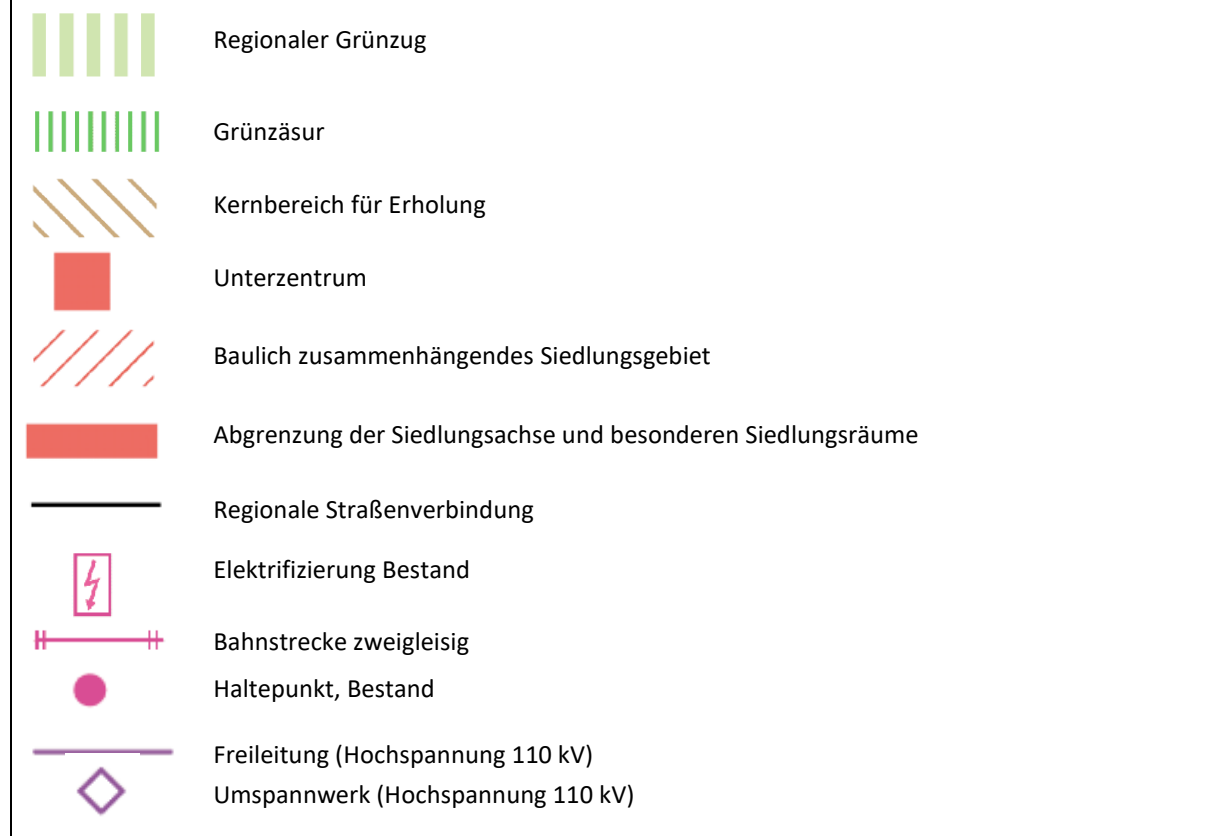 Regionaler Grünzug
Grünzäsur
Kernbereich für Erholung
Unterzentrum
Baulich zusammenhängendes Siedlungsgebiet
Abgrenzung der Siedlungsachse und besonderen Siedlungsräume
Regionale Straßenverbindung
Elektrifizierung Bestand
Bahnstrecke zweigleisig
Haltepunkt, Bestand
Freileitung (Hochspannung 110 kV)
Umspannwerk (Hochspannung 110 kV)